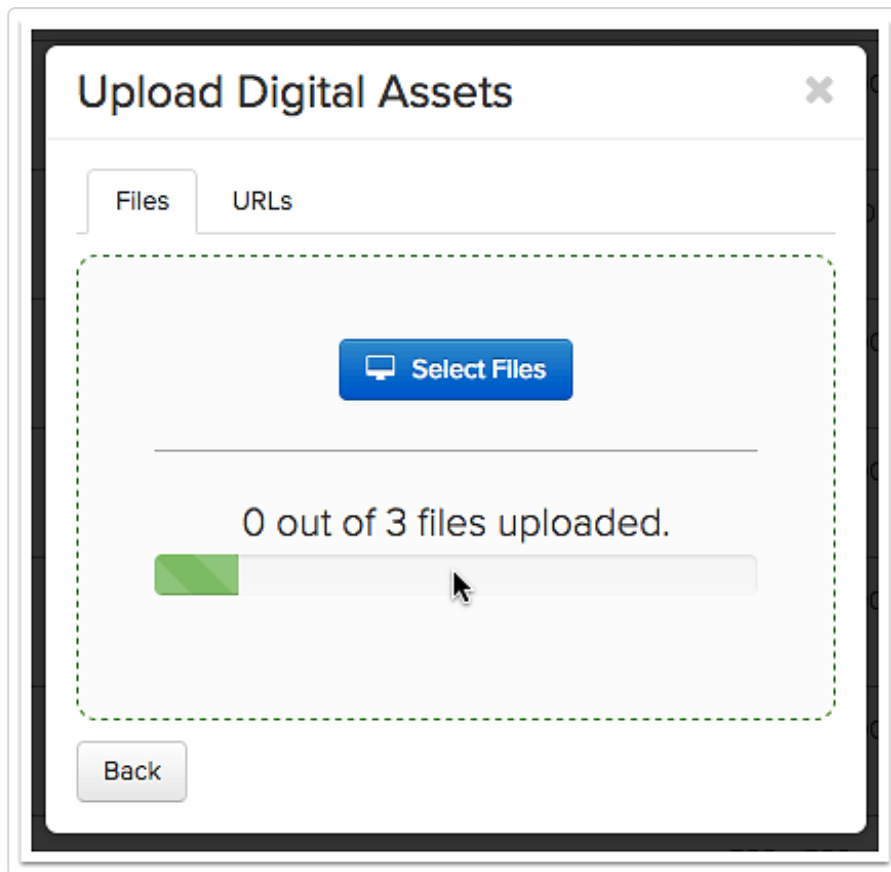 Upload Digital Assets
Files URLs
Select Files
0 out of 3 files uploaded.
Back